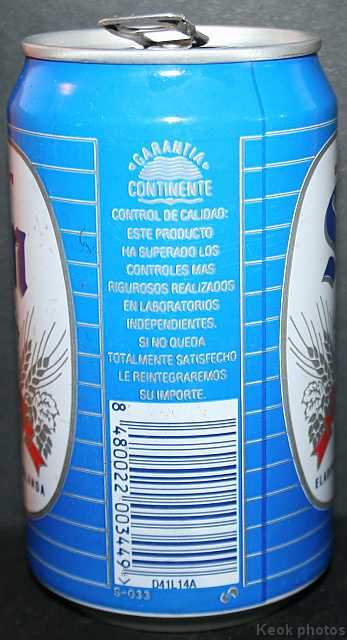 GARANTIA
CONTINENTE
CONTROL DE CALIDAD:
ESTE PRODUCTO
HA SUPERADO LOS
CONTROLES MAS
RIGUROSOS REALIZADOS
EN LABORATORIOS
INDEPENDIENTES.
SI NO QUEDA
TOTALMENTE SATISFECHO
LE REINTEGRAREMOS
SU IMPORTE.
8 480022 003449>
D41L14A
S-033
Keok photos